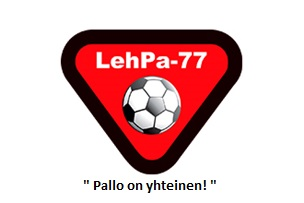 LehPa-77
" Pallo on yhteinen! "